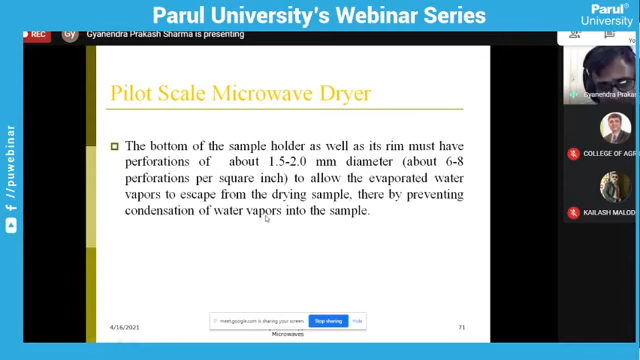 Parul University's Webinar Series
Parul®
University
REC
Gy
Gyanendra Prakash Sharma is presenting
Pilot Scale Microwave Dryer
The bottom of the sample holder as well as its rim must have
perforations of about 1.5-2.0 mm diameter (about 6-8
perforations per square inch) to allow the evaporated water
vapors to escape from the drying sample, there by preventing
condensation of water vapors into the sample.
4/16/2021
meet.google.com is sharing your screen.
Stop sharing
Hide
Microwaves
71
You
Gyanendra Prakas
COLLEGE OF AGR
KAILASH MALOD
/puwebinar